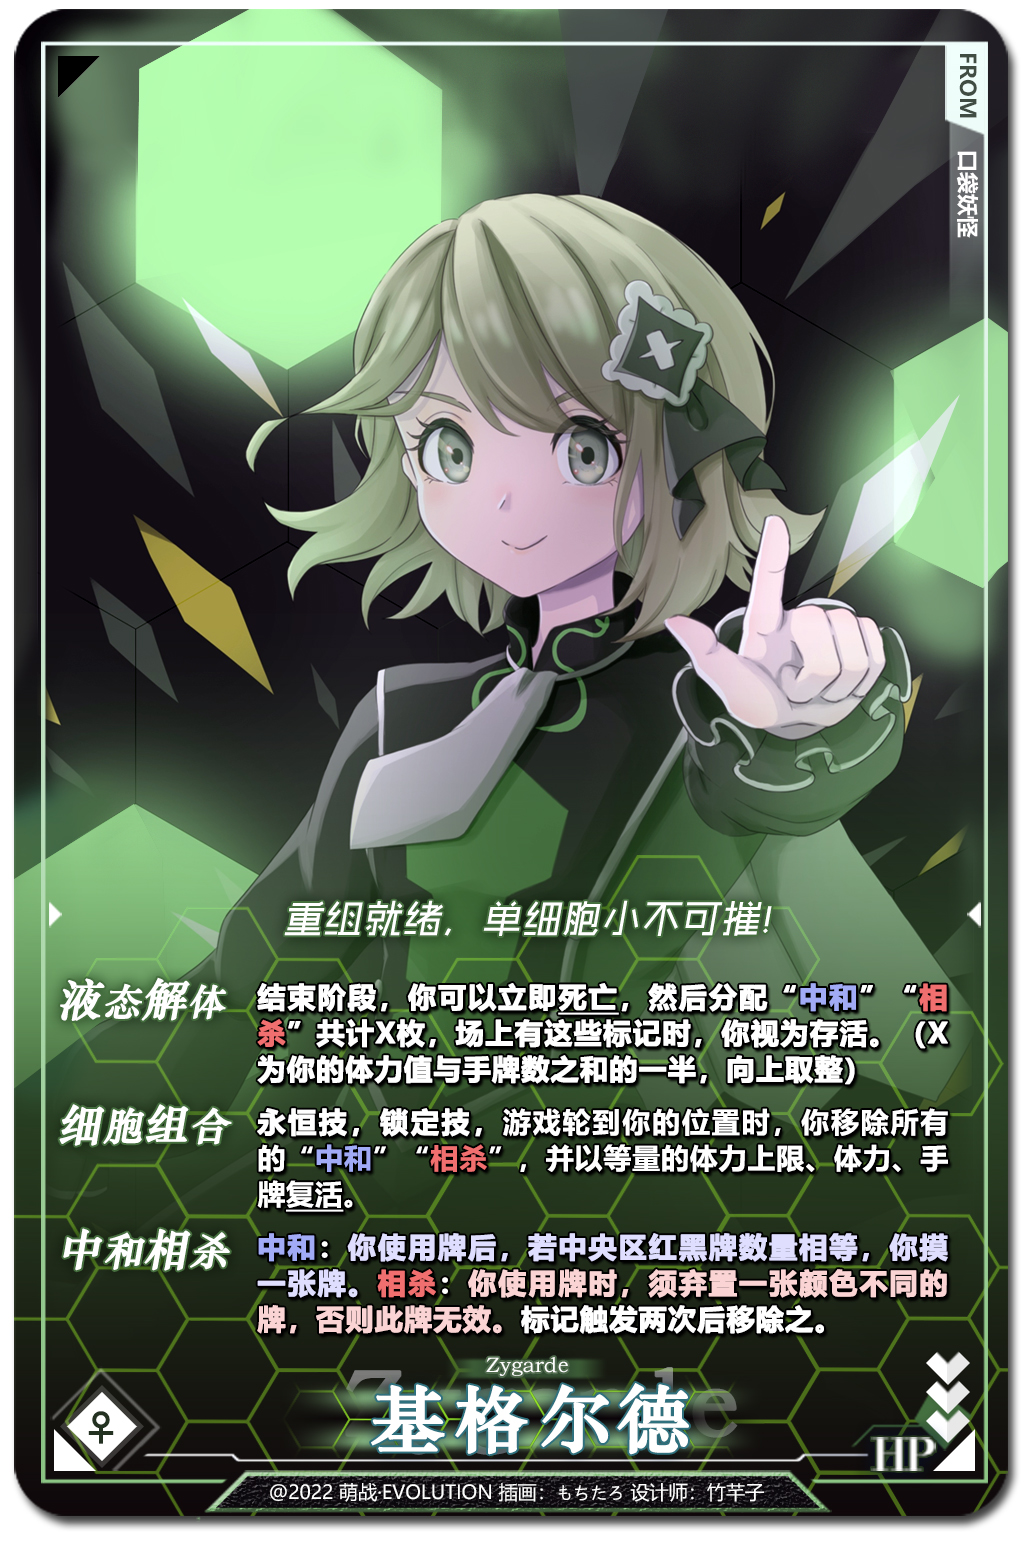 FROM
口袋妖怪
重组就绪，单细胞小不可摧!
液态解体
结束阶段，你可以立即死亡，然后分配“中和”“相
杀”共计X枚，场上有这些标记时，你视为存活。（X
为你的体力值与手牌数之和的一半，向上取整）
细胞组合
永恒技，锁定技，游戏轮到你的位置时，你移除所有
的“中和”“相杀”，并以等量的体力上限、体力、手
牌复活。
中和相杀
中和：你使用牌后，若中央区红黑牌数量相等，你摸
一张牌。相杀：你使用牌时，须弃置一张颜色不同的
牌，否则此牌无效。标记触发两次后移除之。
Zygarde
基格尔德
HP
@2022 萌战·EVOLUTION 插画：もちたろ 设计师：竹芊子